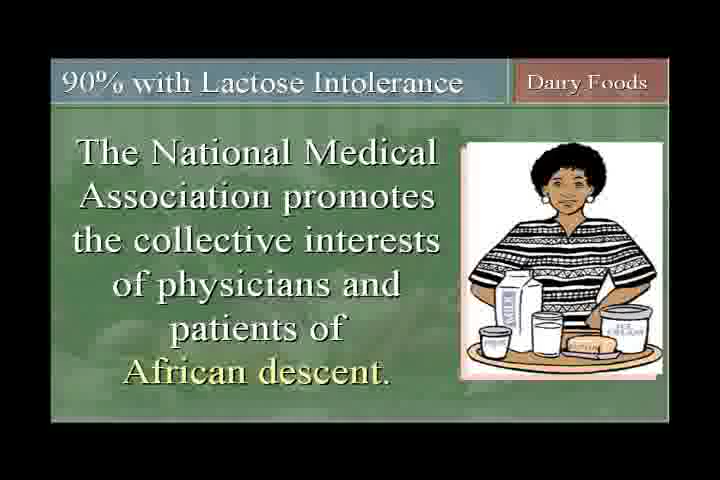 90% with Lactose Intolerance
Dairy Foods
The National Medical
Association promotes
the collective interests
of physicians and
patients of
African descent.
MILK
ICE
CREAM